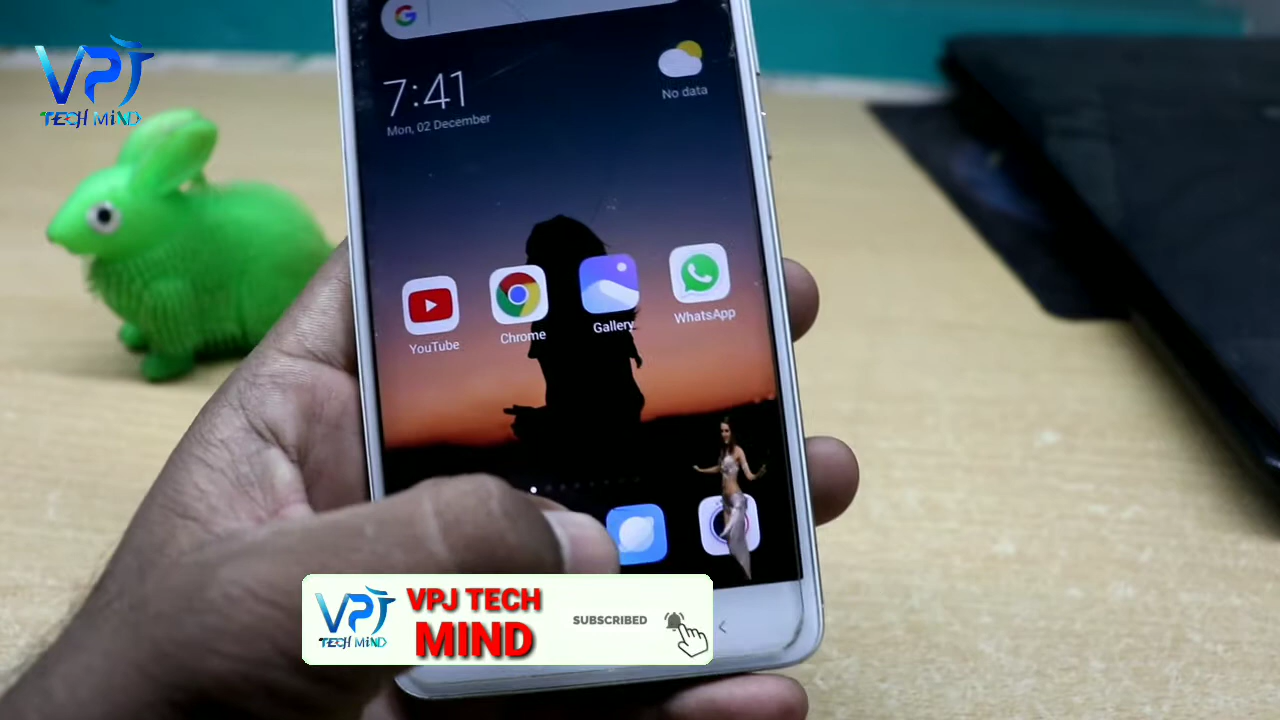 VPJ
TECH MiND
7:41
Mon, 02 December
No data
YouTube
Chrome
Gallery
WhatsApp
VPJ
TECH MiND
VPJ TECH
MIND
SUBSCRIBED